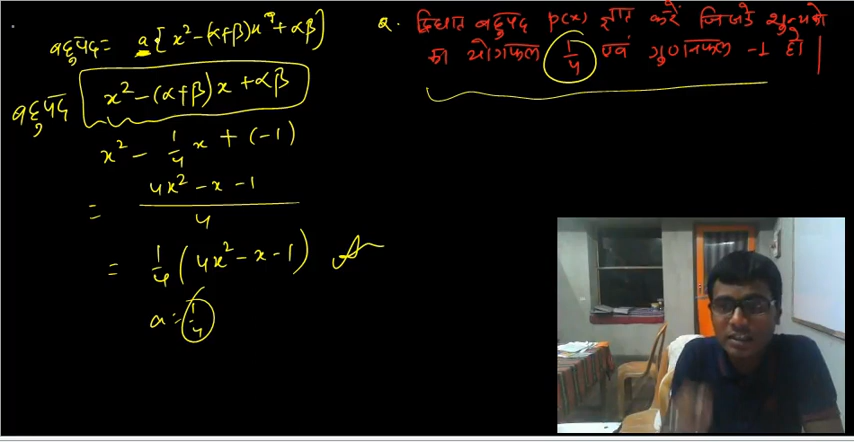 बहुपद = a{x² - (α+β)x + αβ}
बहुपद x² - (α+β)x + αβ
x² - 1/4 x + (-1)
= 4x² - x - 1 / 4
= 1/4 (4x² - x - 1)
a = 1/4
Q. द्विघात बहुपद p(x) ज्ञात करें जिनके शून्यकों
का योगफल 1/4 एवं गुणनफल -1 हो।